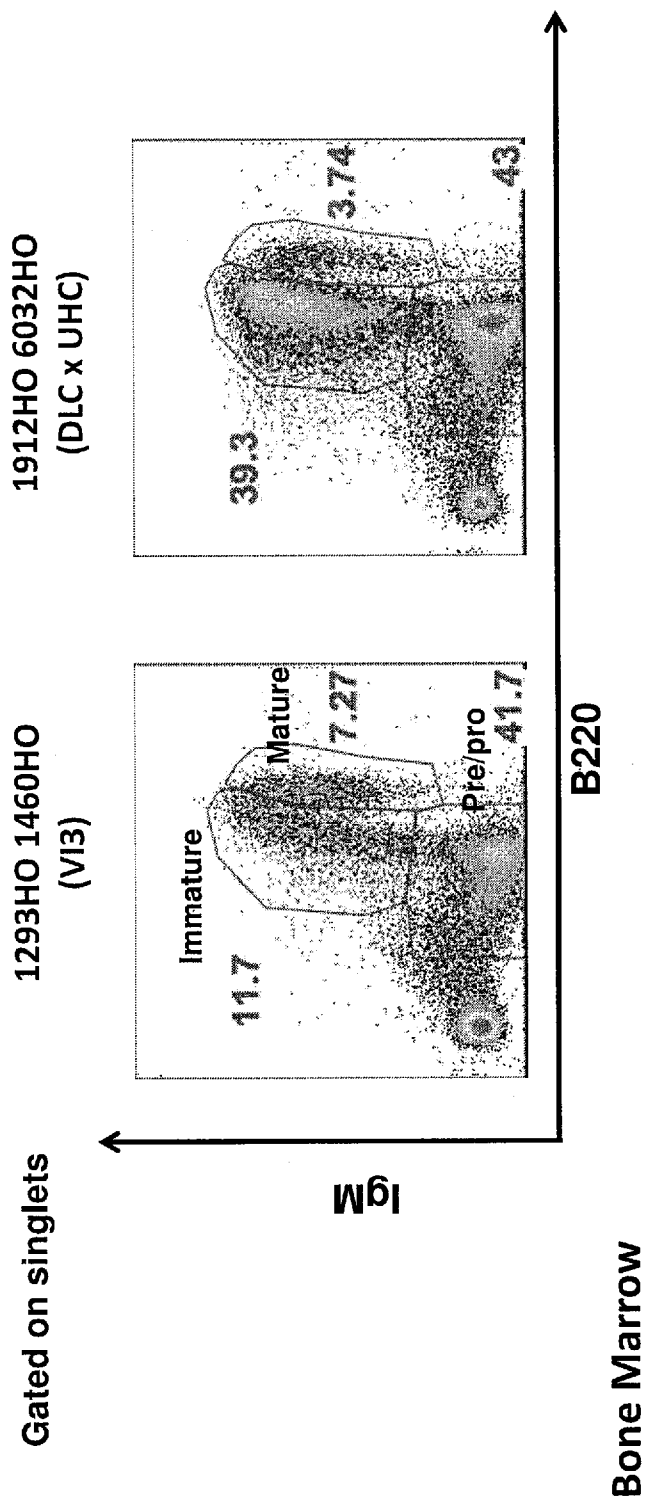 Gated on singlets
1293HO 1460HO
(VI3)
1912HO 6032HO
(DLC x UHC)
IgM
11.7
Immature
Mature
7.27
Pre/pro
41.7
39.3
3.74
43
B220
Bone Marrow